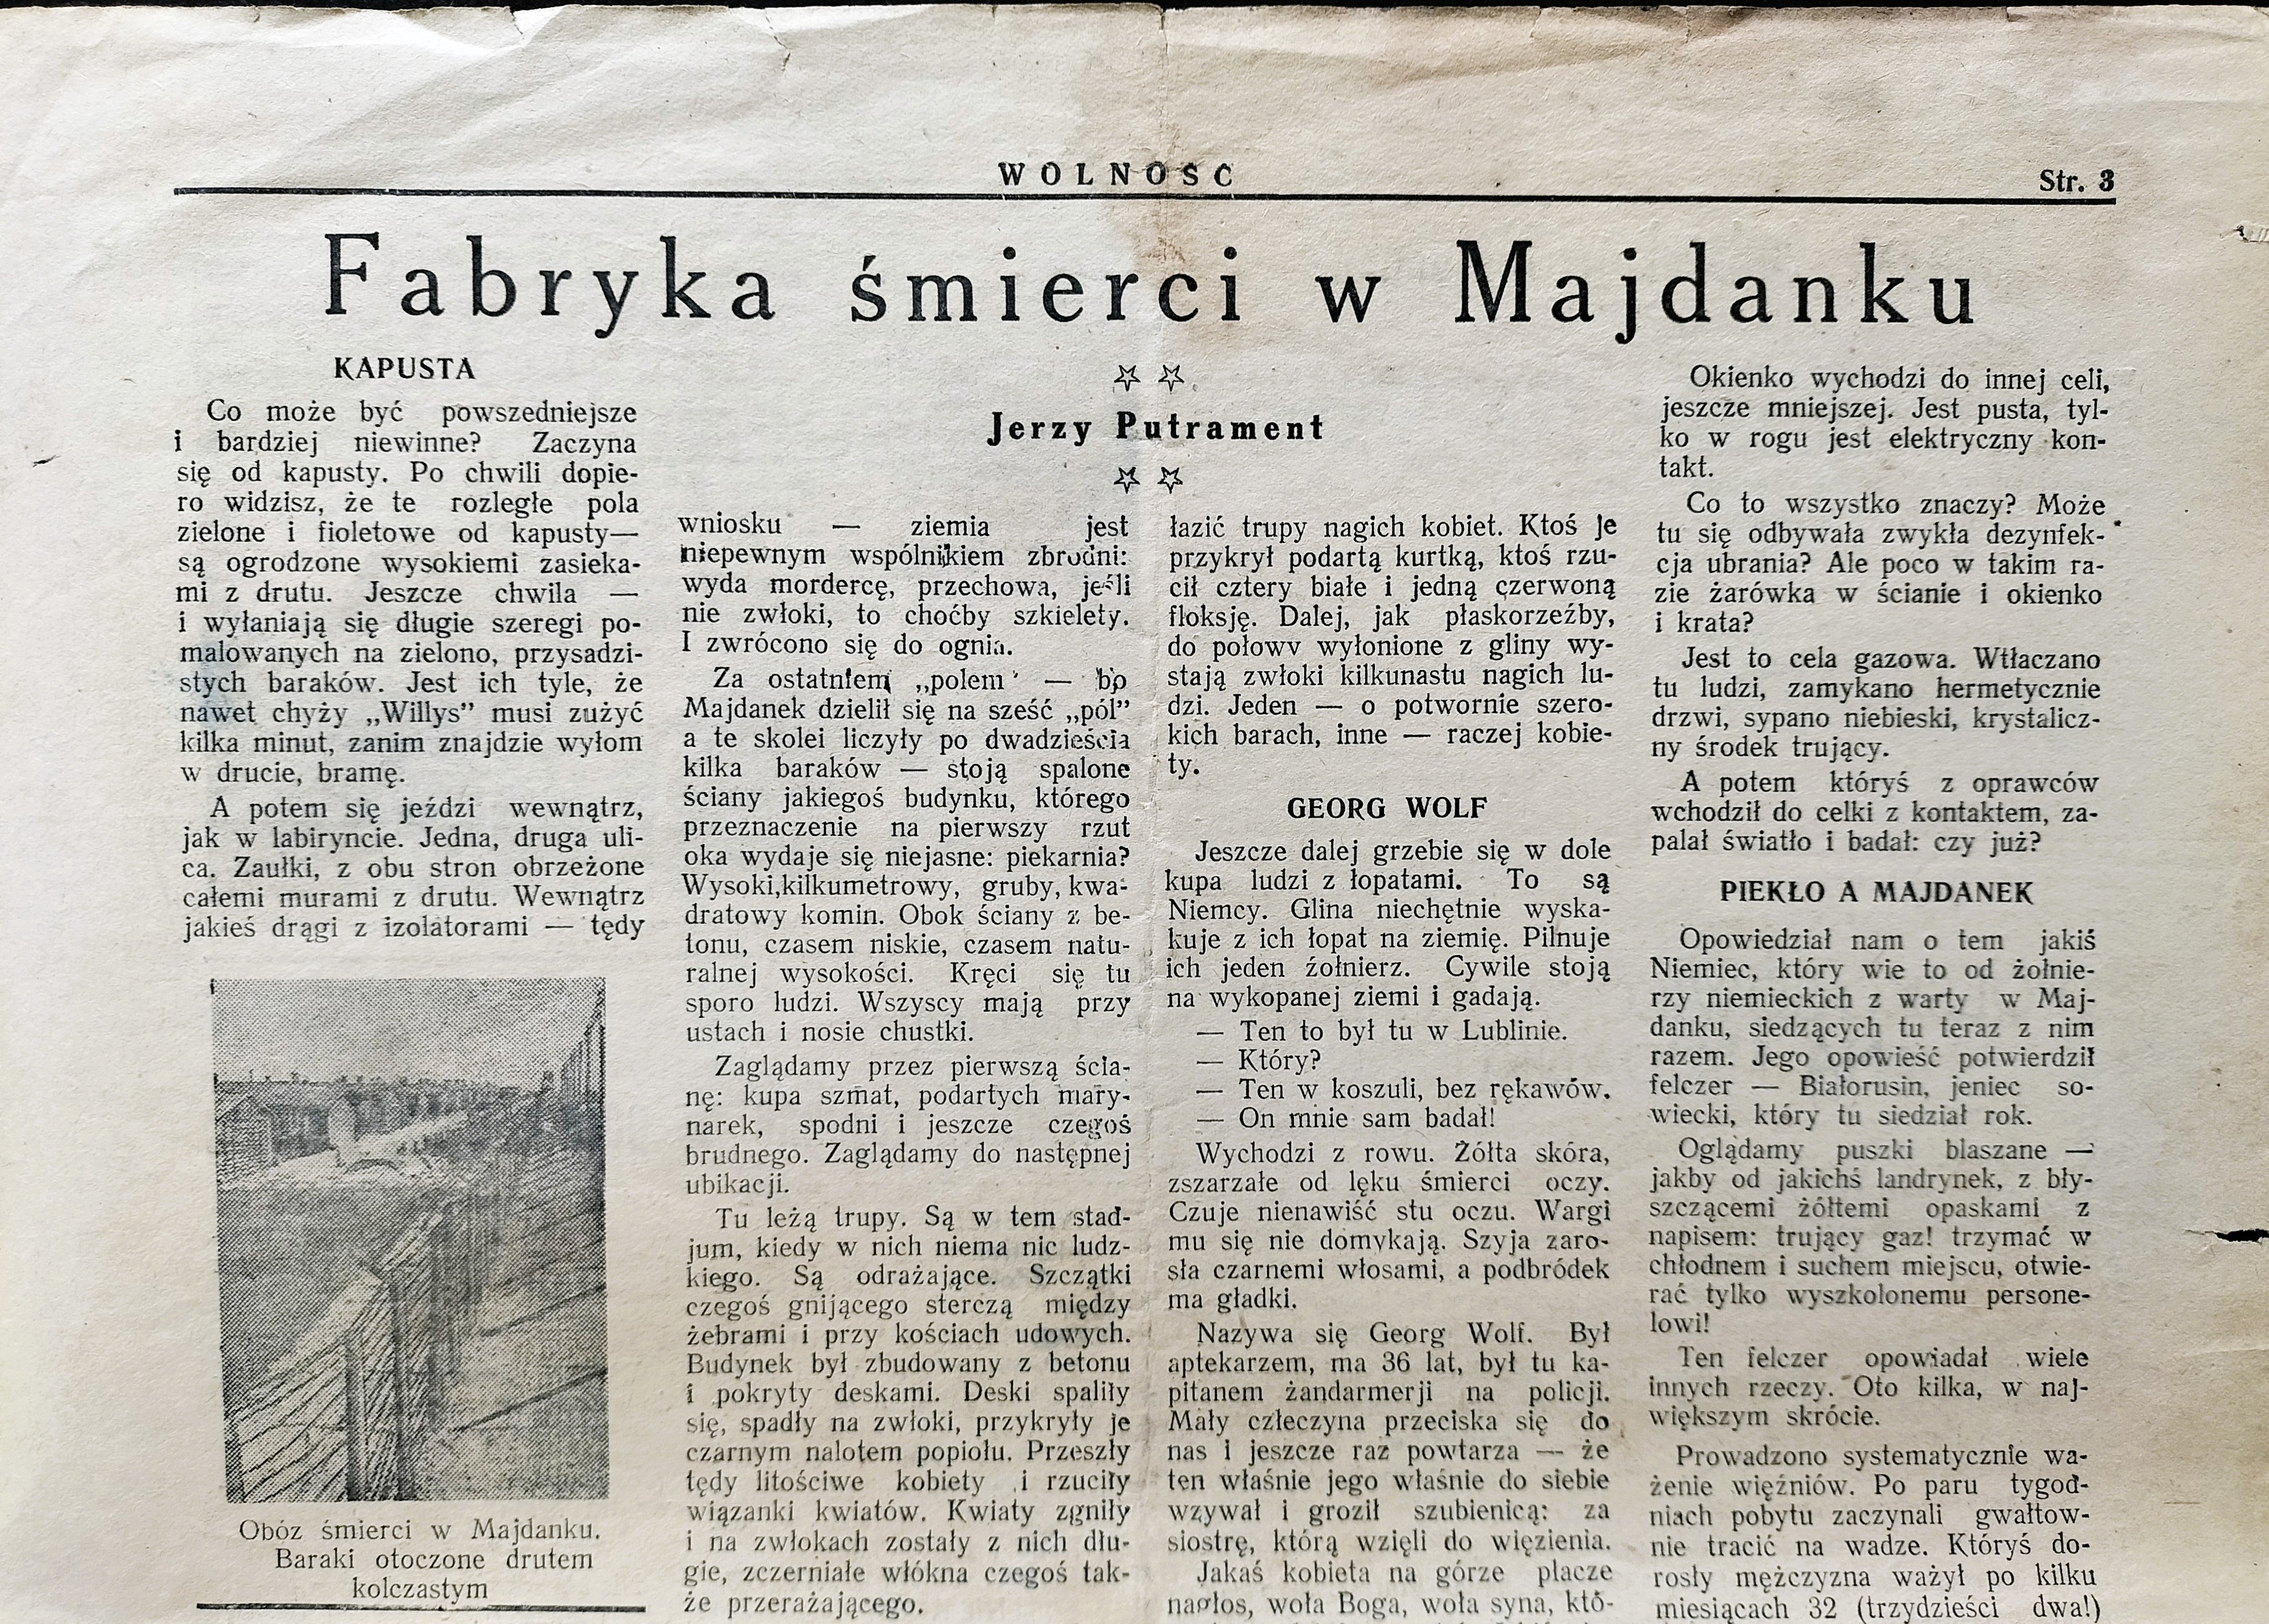 WOLNOŚĆ
Str. 3
Fabryka śmierci w Majdanku
Jerzy Putrament
KAPUSTA
Co może być powszedniejsze
i bardziej niewinne? Zaczyna
się od kapusty. Po chwili dopie-
ro widzisz, że te rozległe pola
zielone i fioletowe od kapusty—
są ogrodzone wysokiemi zasieka-
mi z drutu. Jeszcze chwila —
i wyłaniają się długie szeregi po-
malowanych na zielono, przysadzi-
stych baraków. Jest ich tyle, że
nawet chyży „Willys” musi zużyć
kilka minut, zanim znajdzie wyłom
w drucie, bramę.
A potem się jeździ wewnątrz,
jak w labiryncie. Jedna, druga uli-
ca. Zaułki, z obu stron obrzeżone
całemi murami z drutu. Wewnątrz
jakieś drągi z izolatorami — tędy
Obóz śmierci w Majdanku.
Baraki otoczone drutem
kolczastym
wniosku — ziemia jest
niepewnym wspólnikiem zbrodni:
wyda mordercę, przechowa, jeśli
nie zwłoki, to choćby szkielety.
I zwrócono się do ognia.
Za ostatniem „polem” — bo
Majdanek dzielił się na sześć „pól”
a te skolei liczyły po dwadzieścia
kilka baraków — stoją spalone
ściany jakiegoś budynku, którego
przeznaczenie na pierwszy rzut
oka wydaje się niejasne: piekarnia?
Wysoki,kilkumetrowy, gruby, kwa-
dratowy komin. Obok ściany z be-
tonu, czasem niskie, czasem natu-
ralnej wysokości. Kręci się tu
sporo ludzi. Wszyscy mają przy
ustach i nosie chustki.
Zaglądamy przez pierwszą ścia-
nę: kupa szmat, podartych mary-
narek, spodni i jeszcze czegoś
brudnego. Zaglądamy do następnej
ubikacji.
Tu leżą trupy. Są w tem stad-
jum, kiedy w nich niema nic ludz-
kiego. Są odrażające. Szczątki
czegoś gnijącego sterczą między
żebrami i przy kościach udowych.
Budynek był zbudowany z betonu
i pokryty deskami. Deski spaliły
się, spadły na zwłoki, przykryły je
czarnym nalotem popiołu. Przeszły
tędy litościwe kobiety i rzuciły
wiązanki kwiatów. Kwiaty zgniły
i na zwłokach zostały z nich dłu-
gie, zczerniałe włókna czegoś tak-
że przerażającego.
łazić trupy nagich kobiet. Ktoś je
przykrył podartą kurtką, ktoś rzu-
cił cztery białe i jedną czerwoną
floksję. Dalej, jak płaskorzeźby,
do połowy wyłonione z gliny wy-
stają zwłoki kilkunastu nagich lu-
dzi. Jeden — o potwornie szero-
kich barach, inne — raczej kobie-
ty.
GEORG WOLF
Jeszcze dalej grzebie się w dole
kupa ludzi z łopatami. To są
Niemcy. Glina niechętnie wyska-
kuje z ich łopat na ziemię. Pilnuje
ich jeden źołnierz. Cywile stoją
na wykopanej ziemi i gadają.
— Ten to był tu w Lublinie.
— Który?
— Ten w koszuli, bez rękawów.
— On mnie sam badał!
Wychodzi z rowu. Żółta skóra,
zszarzałe od lęku śmierci oczy.
Czuje nienawiść stu oczu. Wargi
mu się nie domykają. Szyja zaro-
sła czarnemi włosami, a podbródek
ma gładki.
Nazywa się Georg Wolf. Był
aptekarzem, ma 36 lat, był tu ka-
pitanem żandarmerji na policji.
Mały człeczyna przeciska się do
nas i jeszcze raz powtarza — że
ten właśnie jego właśnie do siebie
wzywał i groził szubienicą: za
siostrę, którą wzięli do więzienia.
Jakaś kobieta na górze płacze
nagłos, woła Boga, woła syna, któ-
Okienko wychodzi do innej celi,
jeszcze mniejszej. Jest pusta, tyl-
ko w rogu jest elektryczny kon-
takt.
Co to wszystko znaczy? Może
tu się odbywała zwykła dezynfek-
cja ubrania? Ale poco w takim ra-
zie żarówka w ścianie i okienko
i krata?
Jest to cela gazowa. Wtłaczano
tu ludzi, zamykano hermetycznie
drzwi, sypano niebieski, krystalicz-
ny środek trujący.
A potem któryś z oprawców
wchodził do celki z kontaktem, za-
palał światło i badał: czy już?
PIEKŁO A MAJDANEK
Opowiedział nam o tem jakiś
Niemiec, który wie to od żołnie-
rzy niemieckich z warty w Maj-
danku, siedzących tu teraz z nim
razem. Jego opowieść potwierdził
felczer — Białorusin, jeniec so-
wiecki, który tu siedział rok.
Oglądamy puszki blaszane —
jakby od jakichś landrynek, z bły-
szczącemi żółtemi opaskami z
napisem: trujący gaz! trzymać w
chłodnem i suchem miejscu, otwie-
rać tylko wyszkolonemu persone-
lowi!
Ten felczer opowiadał wiele
innych rzeczy. Oto kilka, w naj-
większym skrócie.
Prowadzono systematycznie wa-
żenie więźniów. Po paru tygod-
niach pobytu zaczynali gwałtow-
nie tracić na wadze. Któryś do-
rosły mężczyzna ważył po kilku
miesiącach 32 (trzydzieści dwa!)